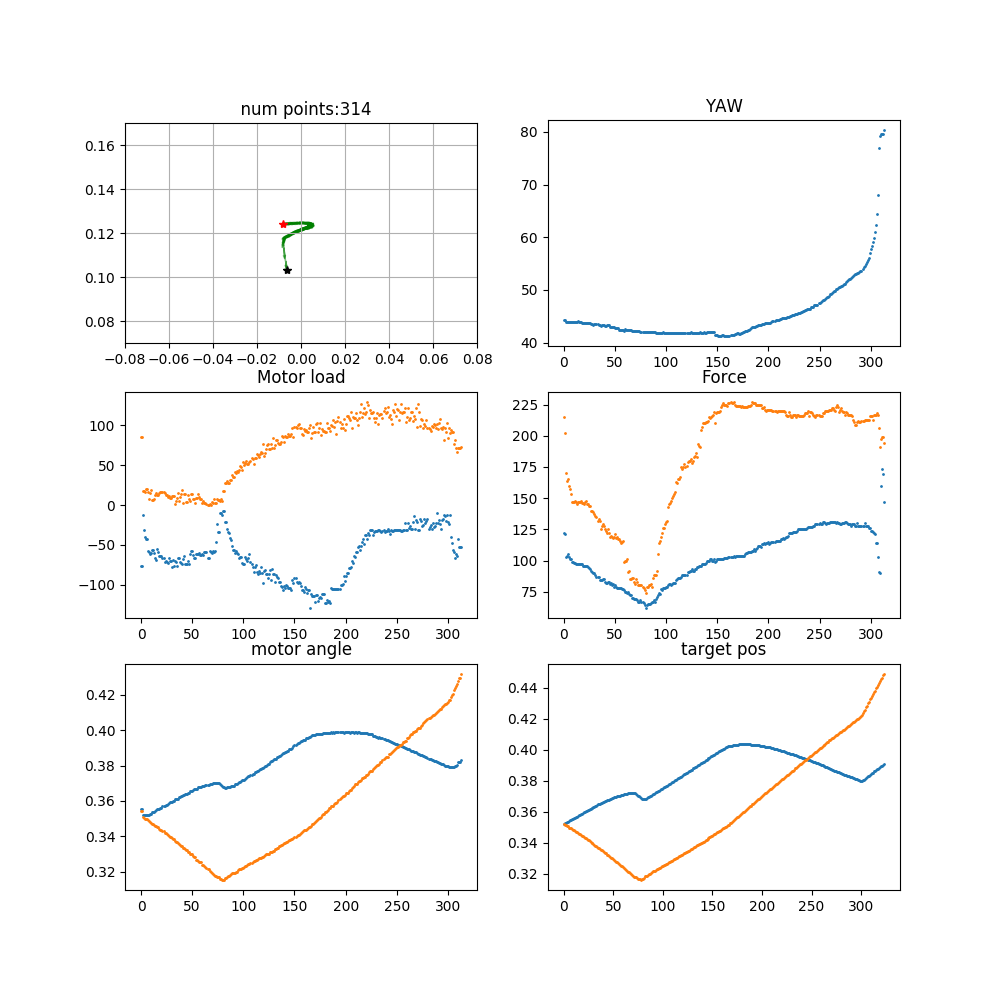 num points:314
YAW
0.16
0.14
0.12
0.10
0.08
−0.08 −0.06 −0.04 −0.02 0.00 0.02 0.04 0.06 0.08
80
70
60
50
40
0 50 100 150 200 250 300
Motor load
Force
100
50
0
−50
−100
0 50 100 150 200 250 300
225
200
175
150
125
100
75
0 50 100 150 200 250 300
motor angle
target pos
0.42
0.40
0.38
0.36
0.34
0.32
0 50 100 150 200 250 300
0.44
0.42
0.40
0.38
0.36
0.34
0.32
0 50 100 150 200 250 300